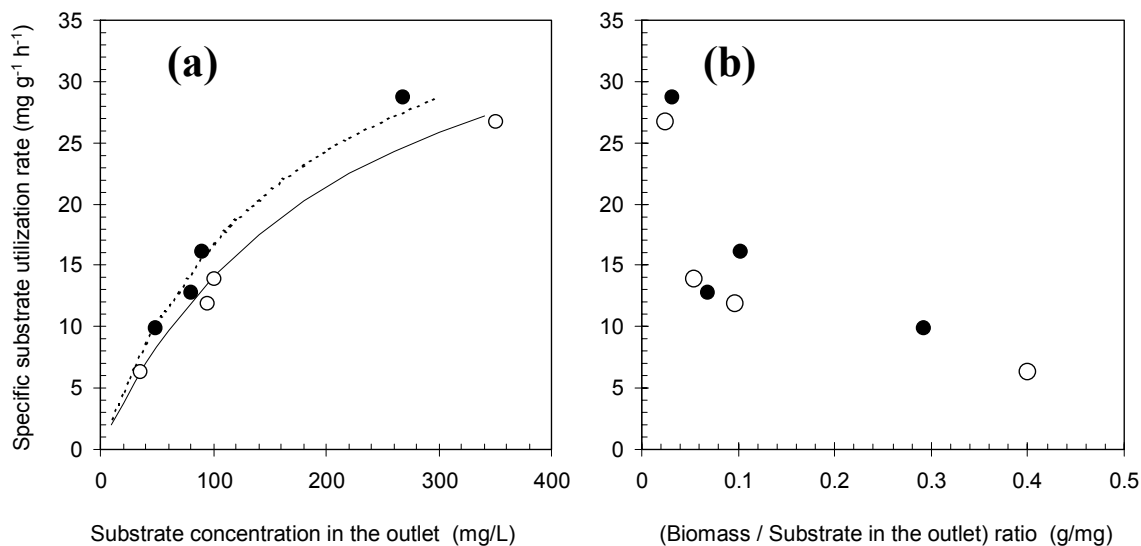 Specific substrate utilization rate (mg g⁻¹ h⁻¹)
(a)
35
30
25
20
15
10
5
0
0 100 200 300 400
Substrate concentration in the outlet (mg/L)
(b)
35
30
25
20
15
10
5
0
0 0.1 0.2 0.3 0.4 0.5
(Biomass / Substrate in the outlet) ratio (g/mg)